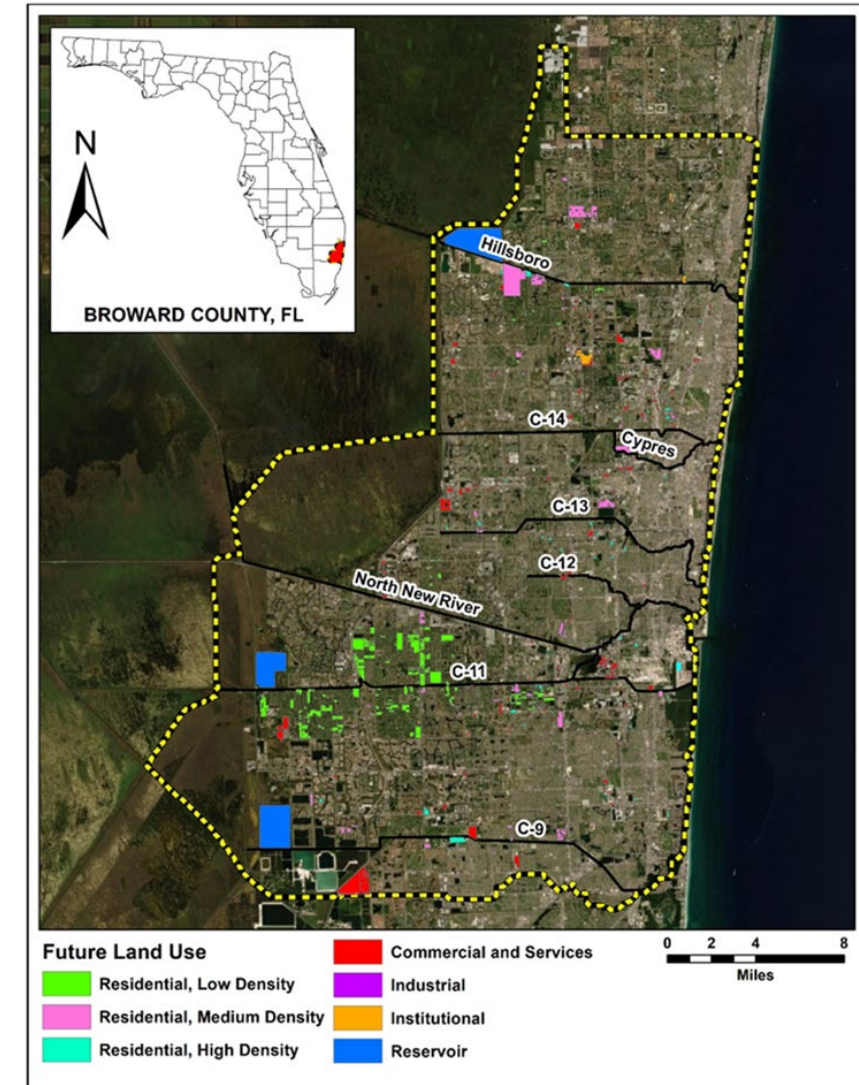 N
BROWARD COUNTY, FL
Hillsboro
C-14
Cypres
C-13
C-12
North New River
C-11
C-9
Future Land Use
Residential, Low Density
Residential, Medium Density
Residential, High Density
Commercial and Services
Industrial
Institutional
Reservoir
0 2 4 8
Miles